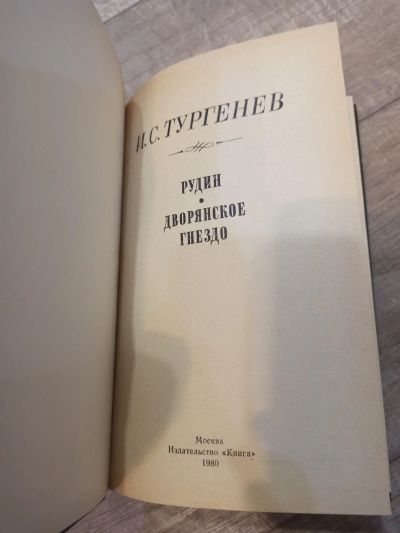 И. С. ТУРГЕНЕВ
РУДИН
•
ДВОРЯНСКОЕ
ГНЕЗДО
Москва
Издательство «Книга»
1980